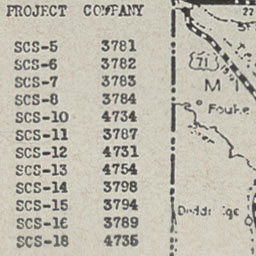 PROJECT COMPANY
SCS-5 3781
SCS-6 3782
SCS-7 3783
SCS-8 3784
SCS-10 4734
SCS-11 3787
SCS-12 4731
SCS-13 4754
SCS-14 3798
SCS-15 3794
SCS-16 3789
SCS-18 4735
22
71
M I
Fouke